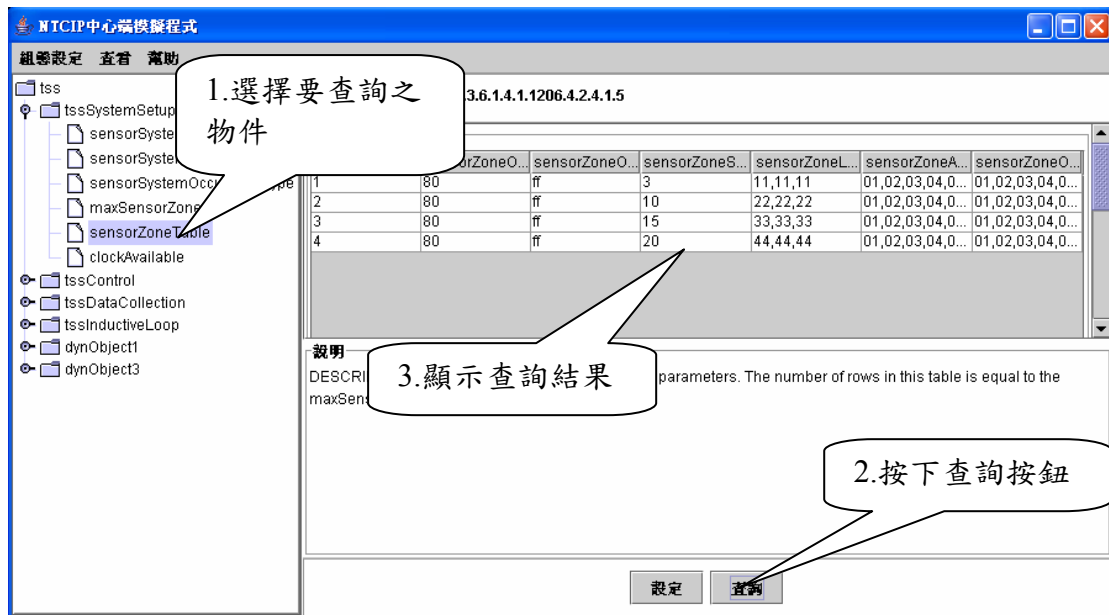 NTCIP中心端模擬程式
組態設定 查看 幫助
1.選擇要查詢之
物件
tss
tssSystemSetup
sensorSyste
sensorSyste
sensorSystemOcc
maxSensorZone
sensorZoneTable
clockAvailable
tssControl
tssDataCollection
tssInductiveLoop
dynObject1
dynObject3
.3.6.1.4.1.1206.4.2.4.1.5
orZoneO... sensorZoneO... sensorZoneS... sensorZoneL... sensorZoneA... sensorZoneO...
1 80 ff 3 11,11,11 01,02,03,04,0... 01,02,03,04,0...
2 80 ff 10 22,22,22 01,02,03,04,0... 01,02,03,04,0...
3 80 ff 15 33,33,33 01,02,03,04,0... 01,02,03,04,0...
4 80 ff 20 44,44,44 01,02,03,04,0... 01,02,03,04,0...
3.顯示查詢結果
說明
DESCRI parameters. The number of rows in this table is equal to the
maxSens
2.按下查詢按鈕
設定 查詢